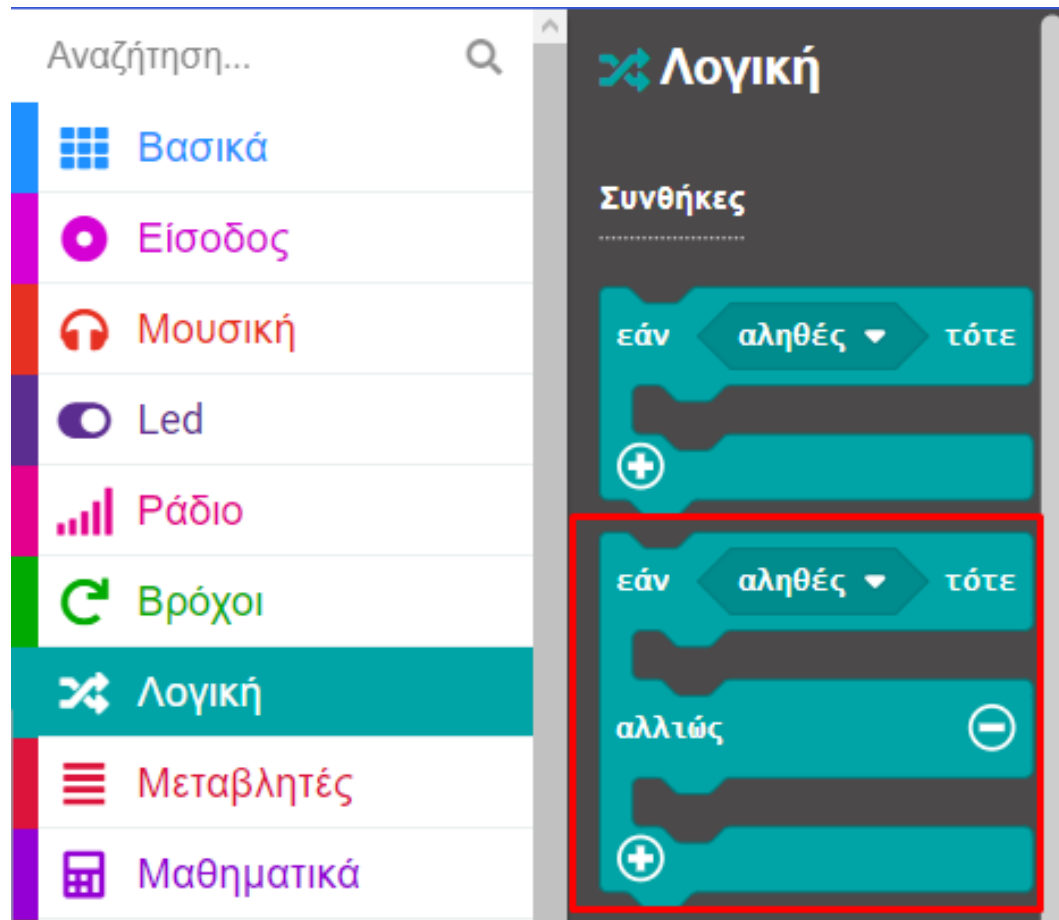 Αναζήτηση...
Βασικά
Είσοδος
Μουσική
Led
Ράδιο
Βρόχοι
Λογική
Μεταβλητές
Μαθηματικά
Λογική
Συνθήκες
εάν αληθές τότε
εάν αληθές τότε
αλλιώς